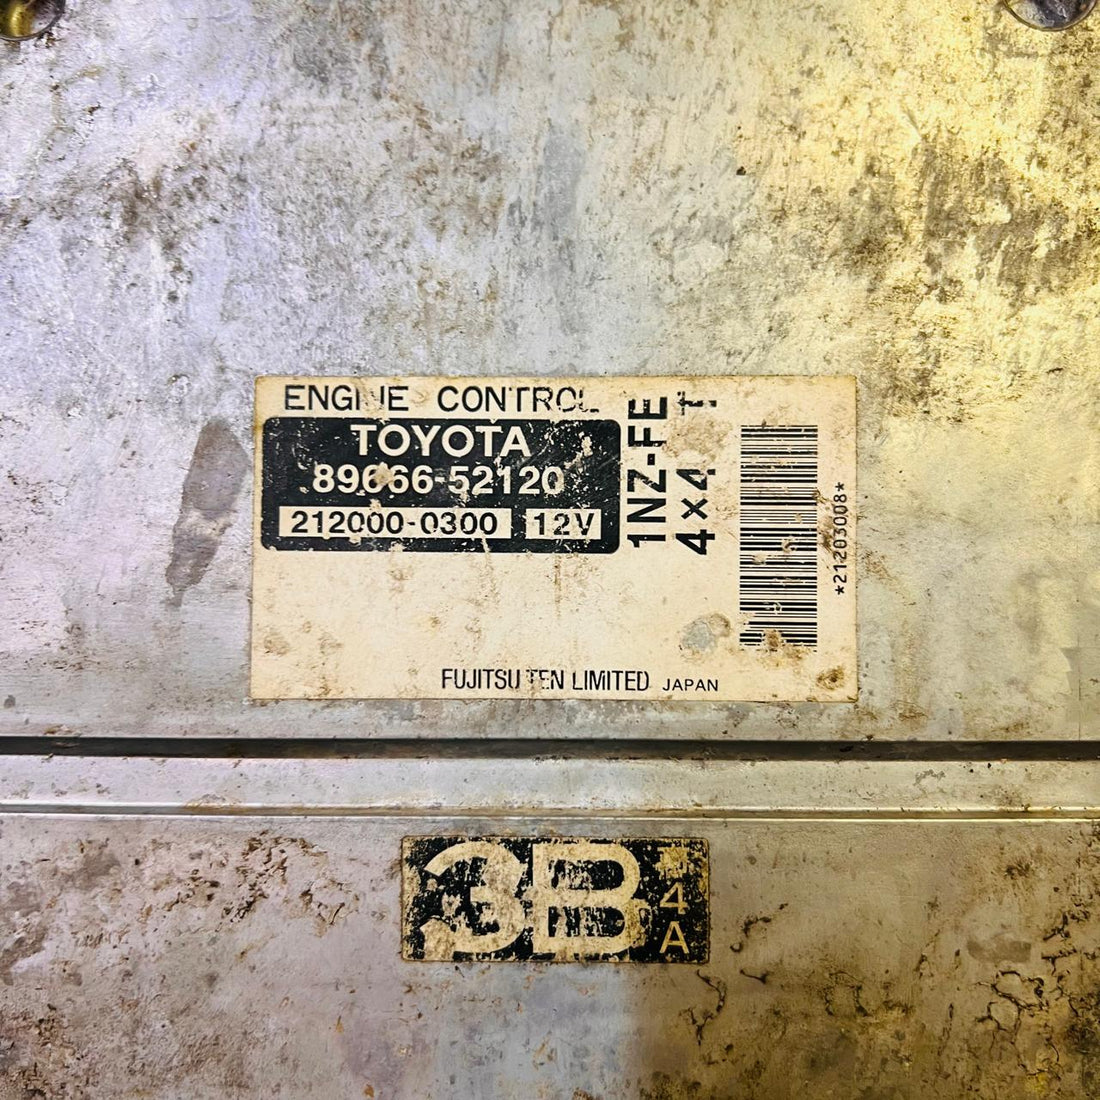 ENGINE CONTROL
TOYOTA
89666-52120
212000-0300 12V
1NZ-FE
4×4
*21203008*
FUJITSU TEN LIMITED JAPAN
3B
4
A